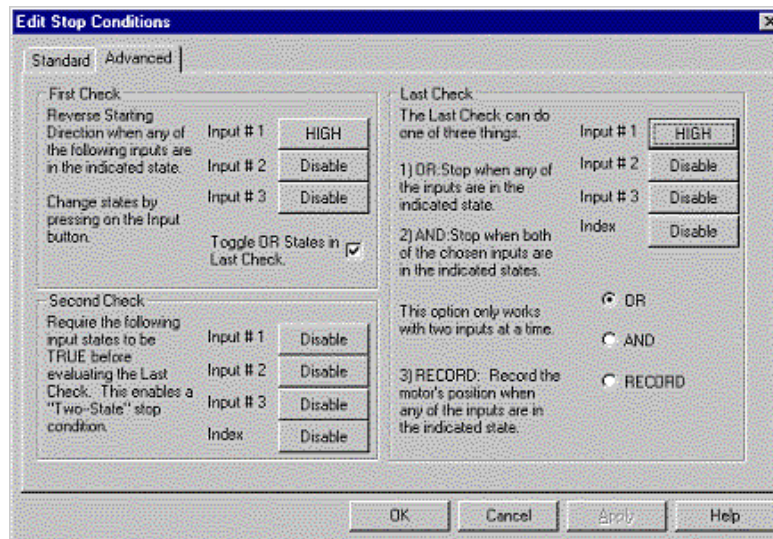 Edit Stop Conditions
Standard
Advanced
First Check
Reverse Starting
Direction when any of
the following inputs are
in the indicated state.
Change states by
pressing on the Input
button.
Input # 1
HIGH
Input # 2
Disable
Input # 3
Disable
Toggle OR States in
Last Check.
Second Check
Require the following
input states to be
TRUE before
evaluating the Last
Check. This enables a
"Two-State" stop
condition.
Input # 1
Disable
Input # 2
Disable
Input # 3
Disable
Index
Disable
Last Check
The Last Check can do
one of three things.
1) OR:Stop when any of
the inputs are in the
indicated state.
2) AND:Stop when both
of the chosen inputs are
in the indicated states.
This option only works
with two inputs at a time.
3) RECORD: Record the
motor's position when
any of the inputs are in
the indicated state.
Input # 1
HIGH
Input # 2
Disable
Input # 3
Disable
Index
Disable
OR
AND
RECORD
OK
Cancel
Apply
Help